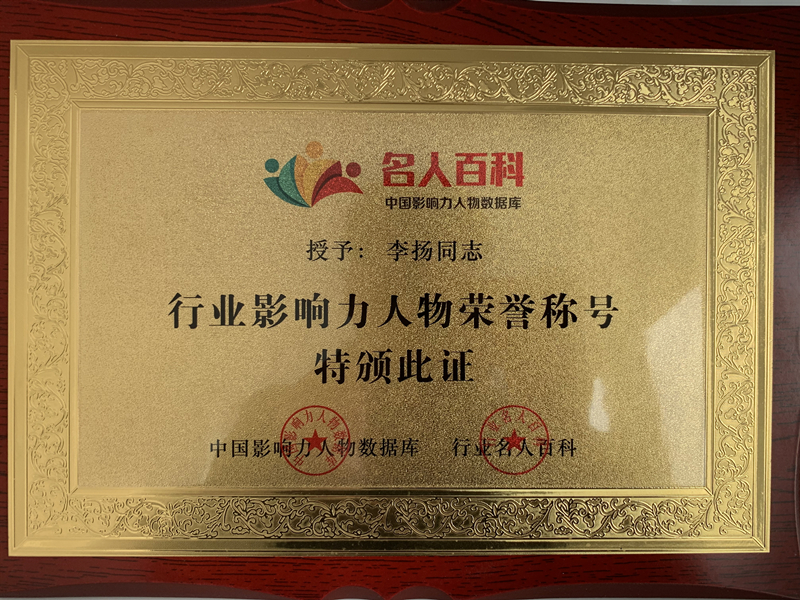 名人百科
中国影响力人物数据库
授予： 李扬同志
行业影响力人物荣誉称号
特颁此证
中国影响力人物数据库 行业名人百科